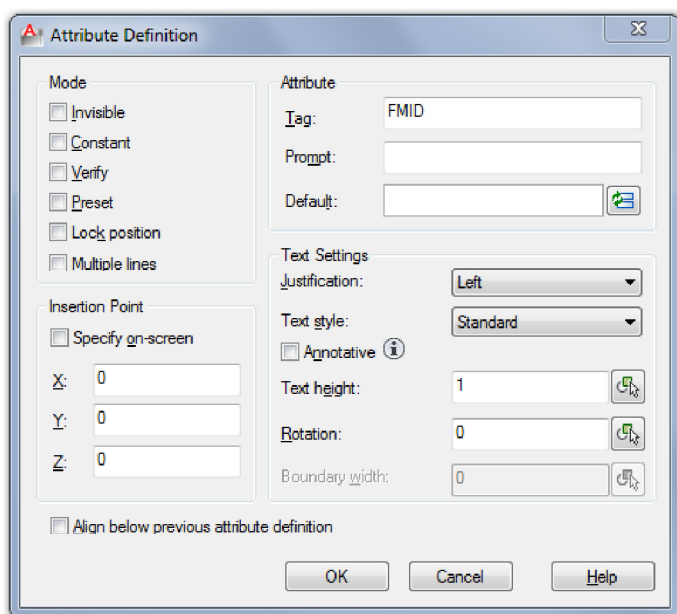 Attribute Definition
Mode
Invisible
Constant
Verify
Preset
Lock position
Multiple lines
Insertion Point
Specify on-screen
X: 0
Y: 0
Z: 0
Attribute
Tag: FMID
Prompt:
Default:
Text Settings
Justification: Left
Text style: Standard
Annotative
Text height: 1
Rotation: 0
Boundary width: 0
Align below previous attribute definition
OK Cancel Help